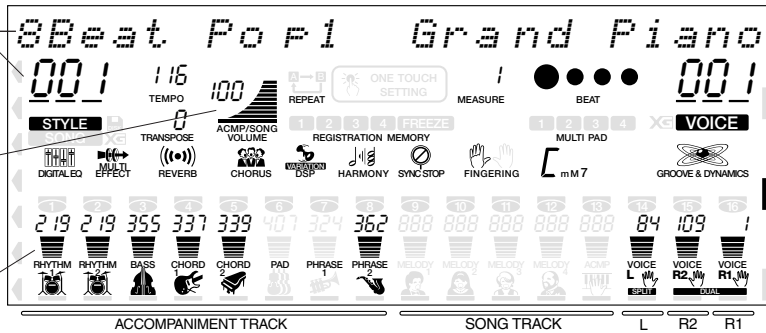 8Beat Pop1 Grand Piano
001 116 100 A B ONE TOUCH SETTING 1 001
TEMPO REPEAT MEASURE BEAT
STYLE 0 1 2 3 4 FREEZE 1 2 3 4 XG VOICE
SONG XG TRANSPOSE ACMP/SONG VOLUME REGISTRATION MEMORY MULTI PAD
DIGITAL EQ MULTI EFFECT REVERB CHORUS VARIATION DSP HARMONY SYNC STOP FINGERING C mM7 GROOVE & DYNAMICS
1 2 3 4 5 6 7 8 9 10 11 12 13 14 15 16
219 219 355 337 339 407 324 362 888 888 888 888 888 84 109 1
RHYTHM 1 RHYTHM 2 BASS CHORD 1 CHORD 2 PAD PHRASE 1 PHRASE 2 MELODY 1 MELODY MELODY MELODY ACMP VOICE L VOICE R2 VOICE R1
SPLIT DUAL
ACCOMPANIMENT TRACK SONG TRACK L R2 R1